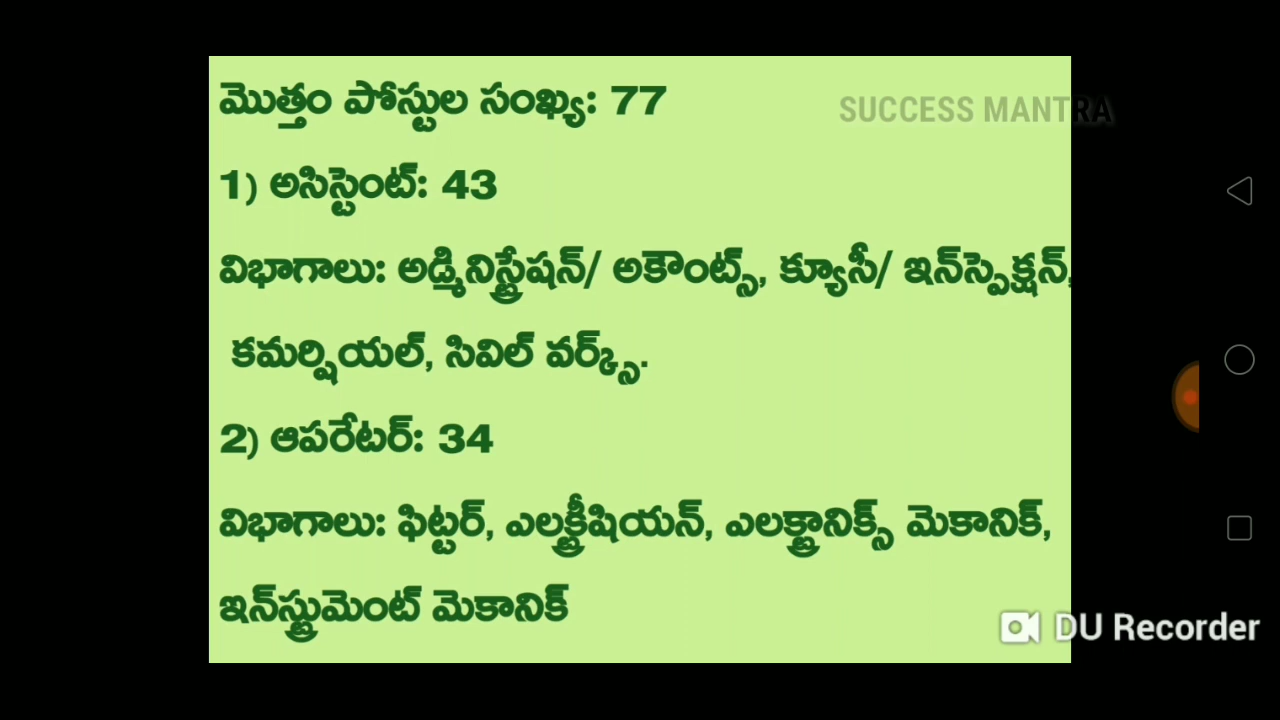 మొత్తం పోస్టుల సంఖ్య: 77
SUCCESS MANTRA
1) అసిస్టెంట్: 43
విభాగాలు: అడ్మినిస్ట్రేషన్/ అకౌంట్స్, క్యూసీ/ ఇన్‌స్పెక్షన్,
కమర్షియల్, సివిల్ వర్క్స్.
2) ఆపరేటర్: 34
విభాగాలు: ఫిట్టర్, ఎలక్ట్రీషియన్, ఎలక్ట్రానిక్స్ మెకానిక్,
ఇన్‌స్ట్రుమెంట్ మెకానిక్
DU Recorder